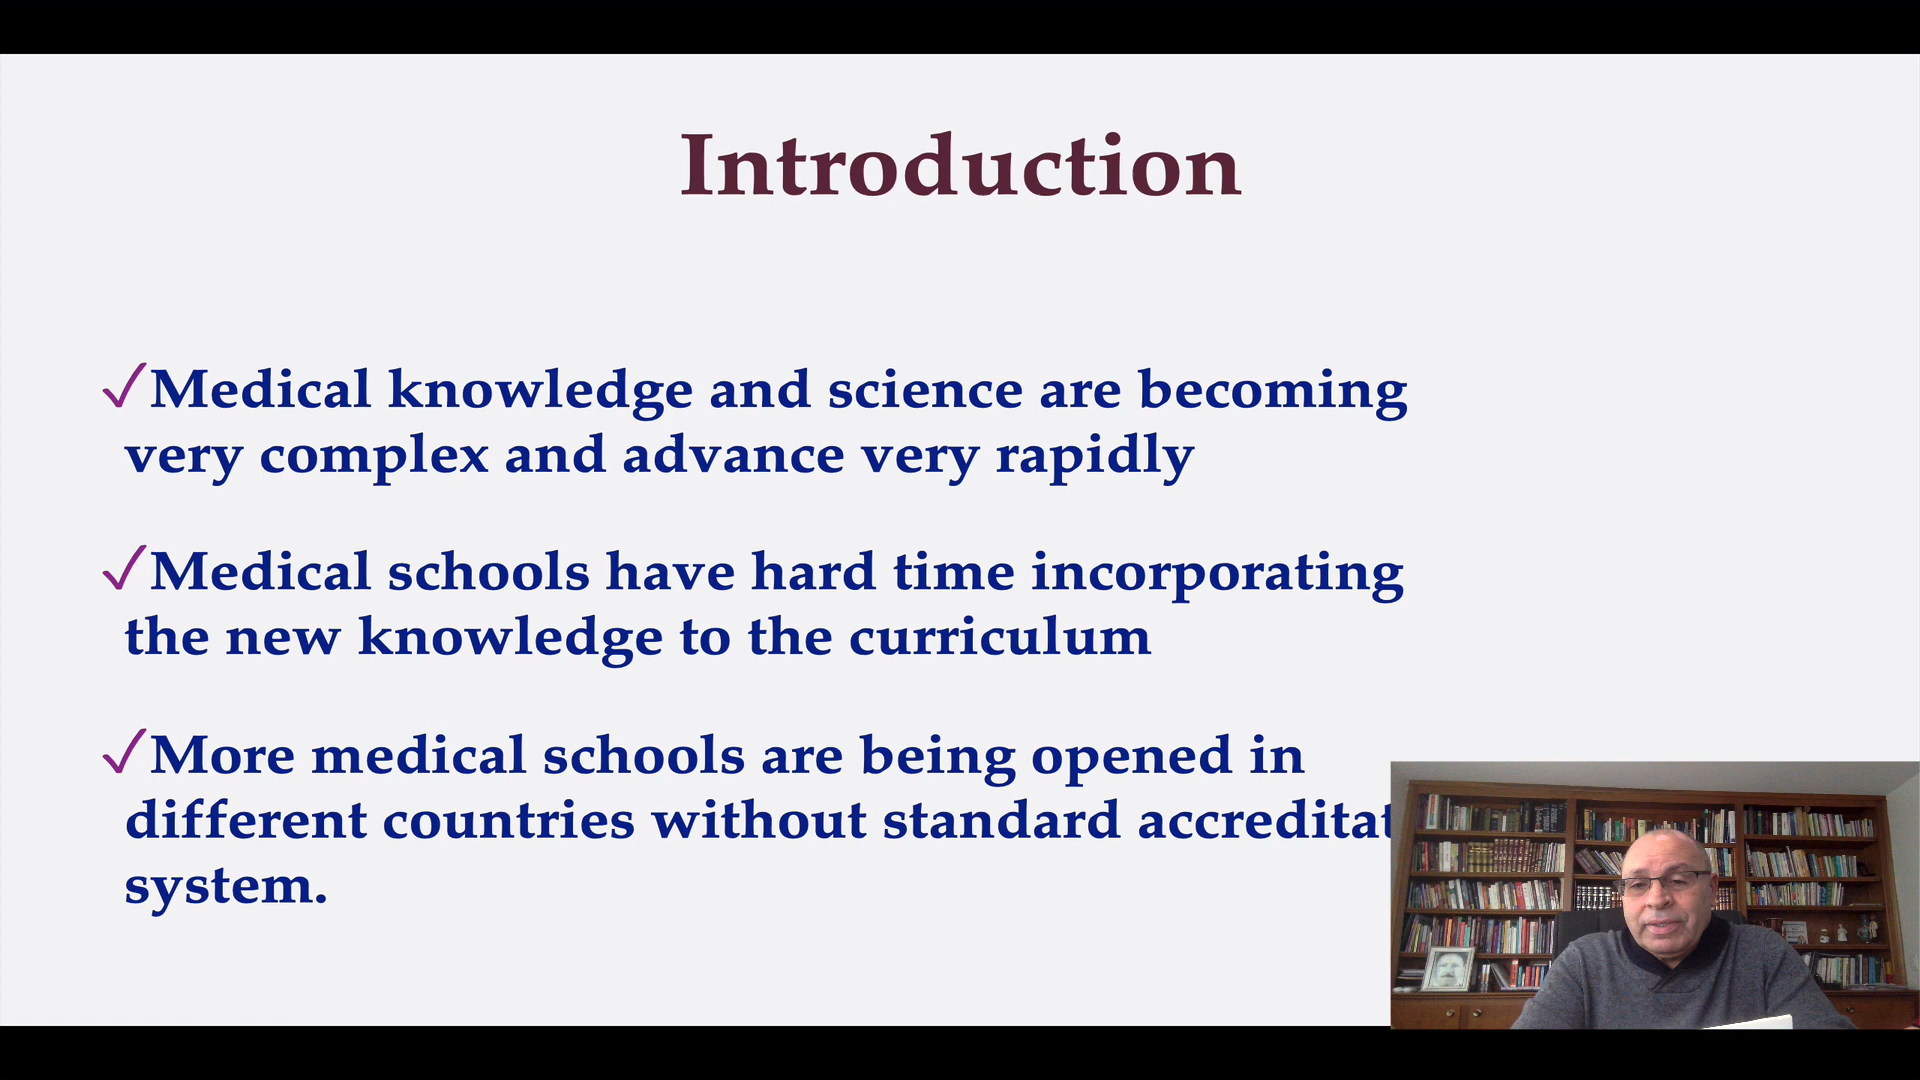 Introduction
✓Medical knowledge and science are becoming
very complex and advance very rapidly
✓Medical schools have hard time incorporating
the new knowledge to the curriculum
✓More medical schools are being opened in
different countries without standard accreditat
system.